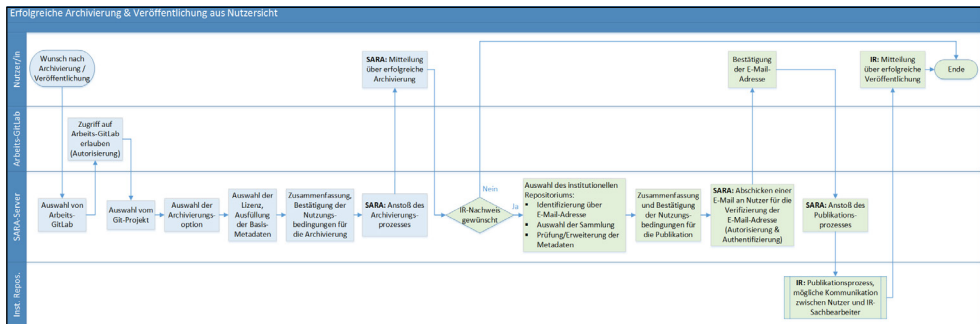 Erfolgreiche Archivierung & Veröffentlichung aus Nutzersicht
Nutzer/in
Wunsch nach
Archivierung /
Veröffentlichung
SARA: Mitteilung
über erfolgreiche
Archivierung
Bestätigung
der E-Mail-
Adresse
IR: Mitteilung
über erfolgreiche
Veröffentlichung
Ende
Arbeits-GitLab
Zugriff auf
Arbeits-GitLab
erlauben
(Autorisierung)
SARA-Server
Auswahl von
Arbeits-
GitLab
Auswahl vom
Git-Projekt
Auswahl der
Archivierungs-
option
Auswahl der
Lizenz,
Ausfüllung
der Basis-
Metadaten
Zusammenfassung,
Bestätigung der
Nutzungs-
bedingungen für
die Archivierung
SARA: Anstoß des
Archivierungs-
prozesses
IR-Nachweis
gewünscht
Nein
Ja
Auswahl des institutionellen
Repositoriums:
▪ Identifizierung über
E-Mail-Adresse
▪ Auswahl der Sammlung
▪ Prüfung/Erweiterung der
Metadaten
Zusammenfassung
und Bestätigung
der Nutzungs-
bedingungen für
die Publikation
SARA: Abschicken einer
E-Mail an Nutzer für die
Verifizierung der
E-Mail-Adresse
(Autorisierung &
Authentifizierung)
SARA: Anstoß des
Publikations-
prozesses
Inst. Repos.
IR: Publikationsprozess,
mögliche Kommunikation
zwischen Nutzer und IR-
Sachbearbeiter